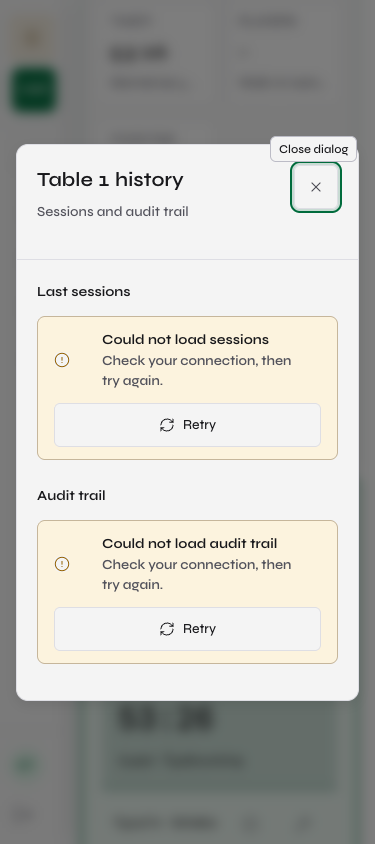 Close dialog
Table 1 history
Sessions and audit trail
Last sessions
Could not load sessions
Check your connection, then
try again.
Retry
Audit trail
Could not load audit trail
Check your connection, then
try again.
Retry